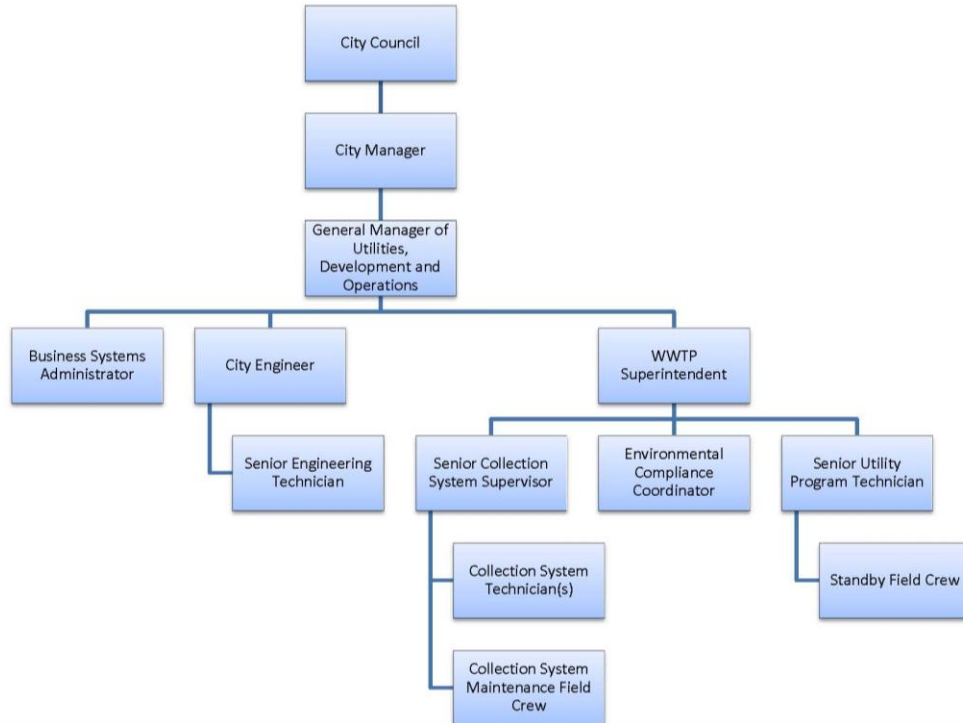 City Council
City Manager
General Manager of
Utilities,
Development and
Operations
Business Systems
Administrator
City Engineer
WWTP
Superintendent
Senior Engineering
Technician
Senior Collection
System Supervisor
Environmental
Compliance
Coordinator
Senior Utility
Program Technician
Collection System
Technician(s)
Standby Field Crew
Collection System
Maintenance Field
Crew